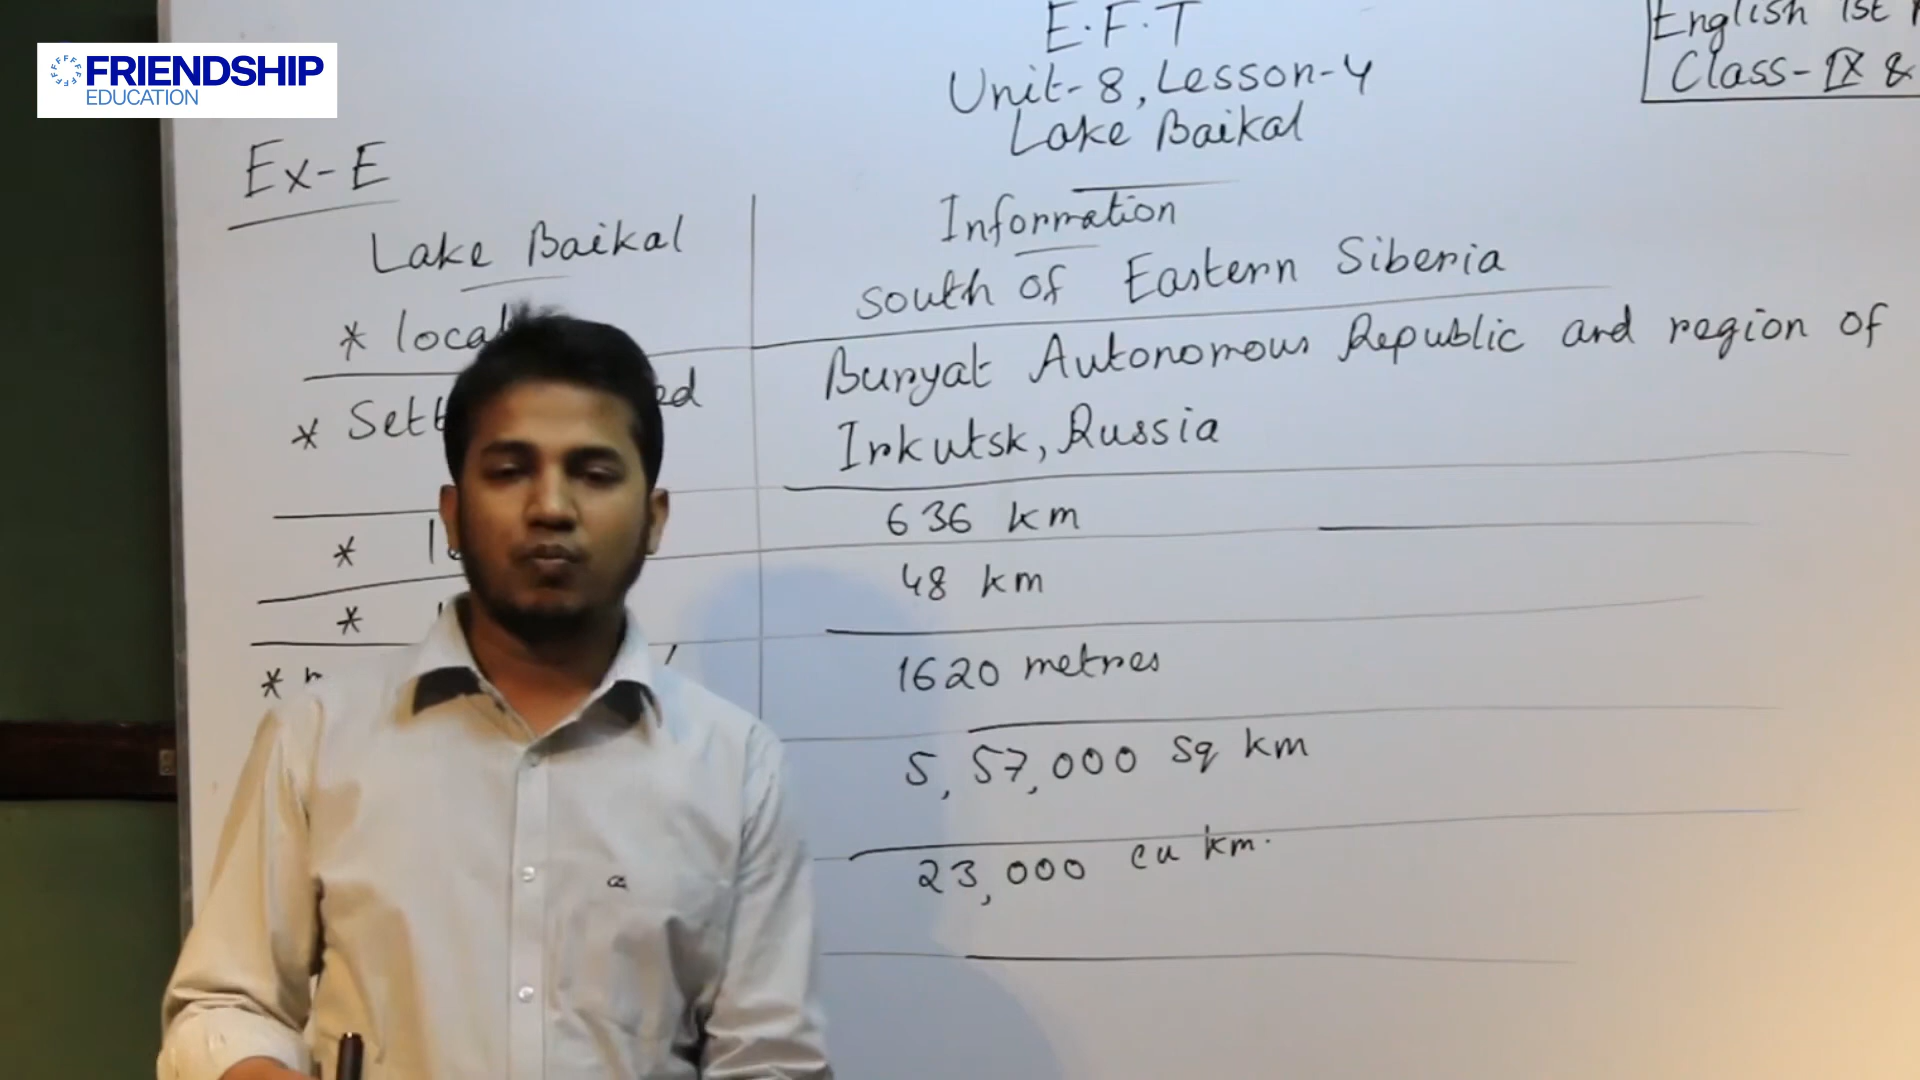 FRIENDSHIP
EDUCATION
E.F.T
Unit-8, Lesson-4
Lake Baikal
English 1st
Class-IX &
Ex-E
Lake Baikal
Information
*
south of Eastern Siberia
*
Buryat Autonomous Republic and region of
Irkutsk, Russia
*
636 km
*
48 km
*
1620 metres
5,57,000 sq km
23,000 cu km.